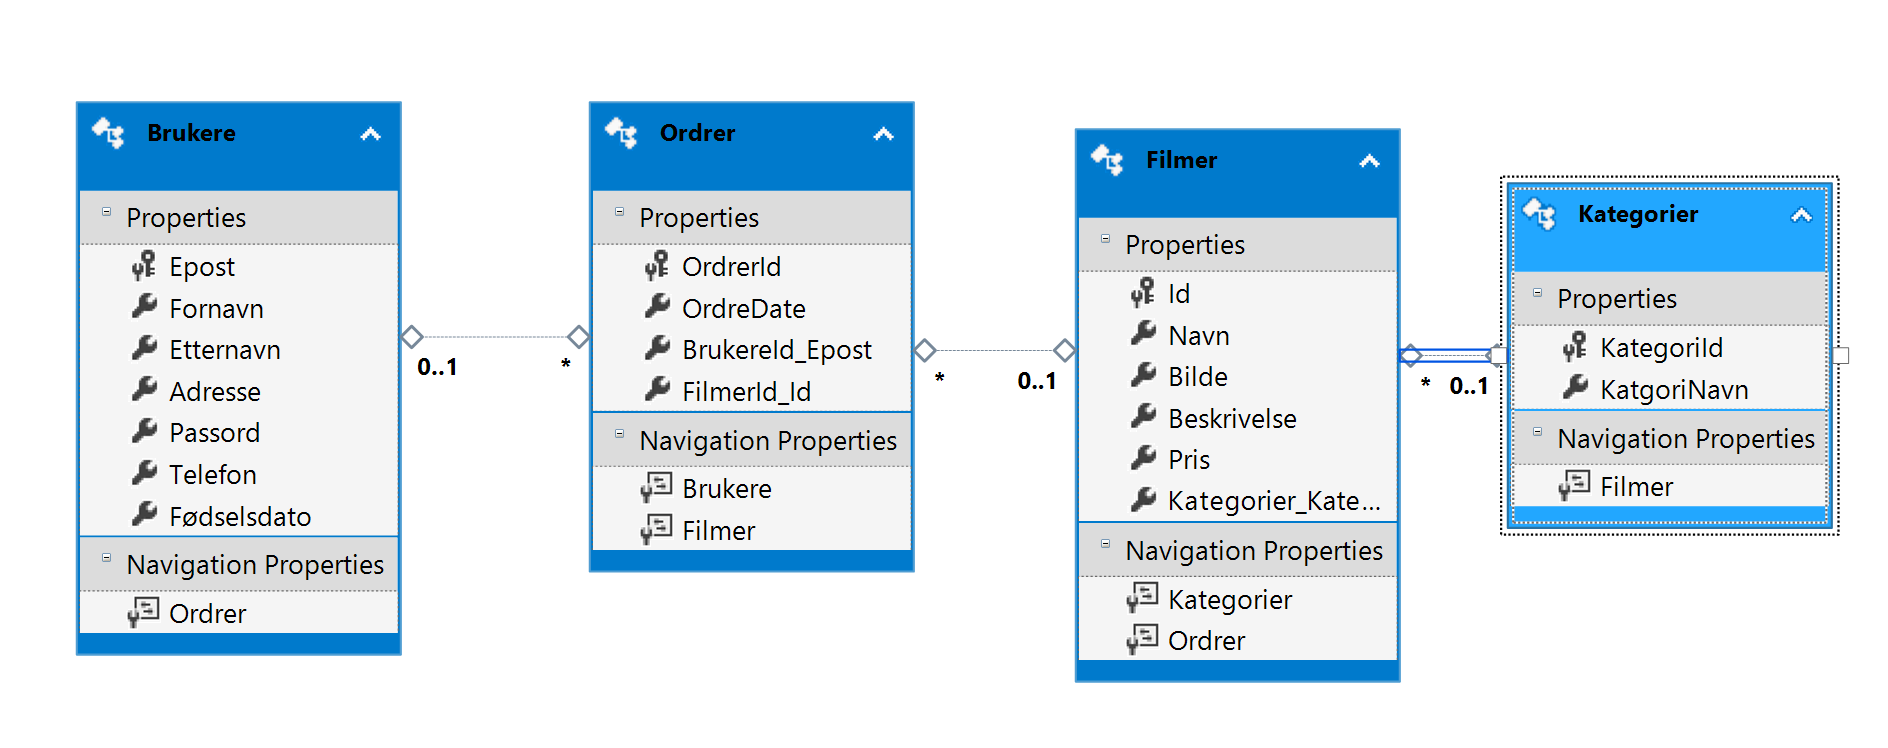 Brukere
Properties
Epost
Fornavn
Etternavn
Adresse
Passord
Telefon
Fødselsdato
Navigation Properties
Ordrer
0..1
*
Ordrer
Properties
OrdrerId
OrdreDate
BrukereId_Epost
FilmerId_Id
Navigation Properties
Brukere
Filmer
*
0..1
Filmer
Properties
Id
Navn
Bilde
Beskrivelse
Pris
Kategorier_Kate...
Navigation Properties
Kategorier
Ordrer
*
0..1
Kategorier
Properties
KategoriId
KatgoriNavn
Navigation Properties
Filmer